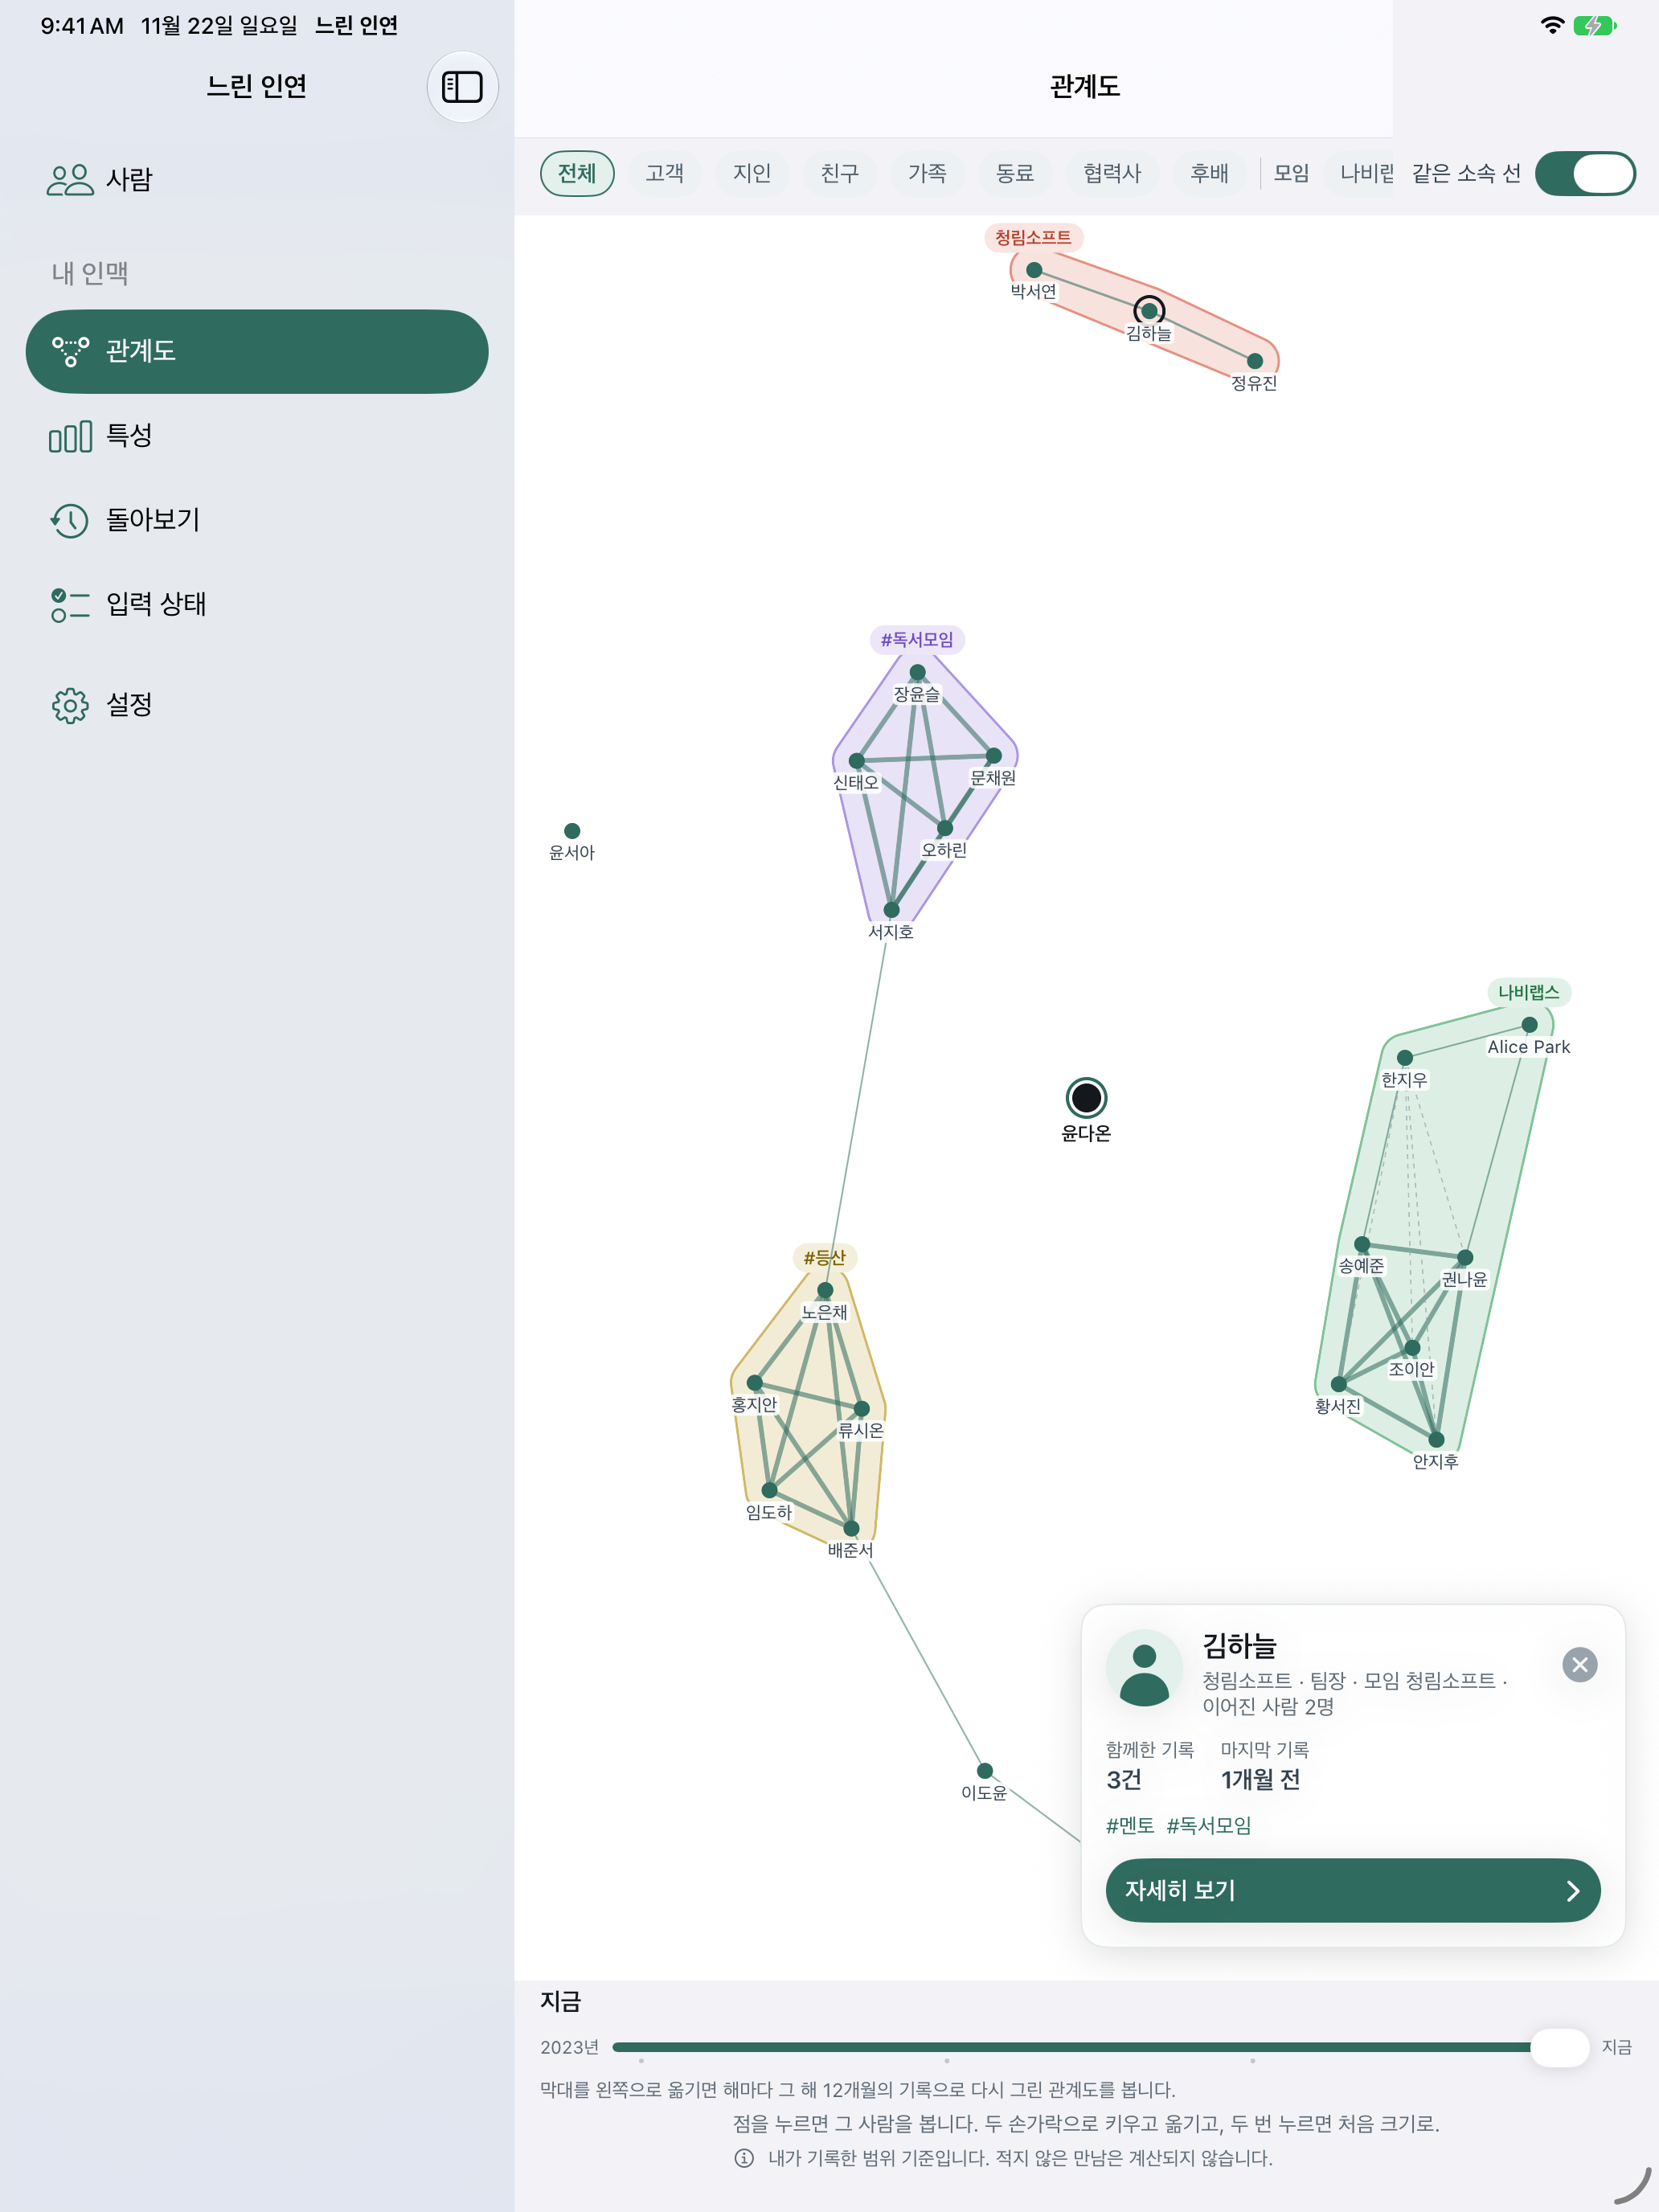 9:41 AM 11월 22일 일요일 느린 인연
느린 인연
사람
내 인맥
관계도
특성
돌아보기
입력 상태
설정
관계도
전체 고객 지인 친구 가족 동료 협력사 후배 모임 나비랩 같은 소속 선
청림소프트
박서연
김하늘
정유진
#독서모임
장윤슬
신태오
문채원
오하린
서지호
윤서아
나비랩스
Alice Park
한지우
윤다온
송예준
권나윤
조이안
황서진
안지후
#등산
노은채
홍지안
류시온
임도하
배준서
이도윤
김하늘
청림소프트 · 팀장 · 모임 청림소프트 ·
이어진 사람 2명
함께한 기록 마지막 기록
3건 1개월 전
#멘토 #독서모임
자세히 보기
지금
2023년 지금
막대를 왼쪽으로 옮기면 해마다 그 해 12개월의 기록으로 다시 그린 관계도를 봅니다.
점을 누르면 그 사람을 봅니다. 두 손가락으로 키우고 옮기고, 두 번 누르면 처음 크기로.
내가 기록한 범위 기준입니다. 적지 않은 만남은 계산되지 않습니다.